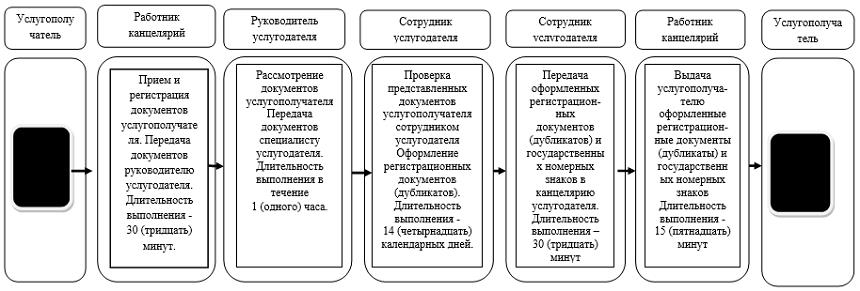 Услугополу
чатель
Работник
канцелярий
Руководитель
услугодателя
Сотрудник
услугодателя
Сотрудник
услугодателя
Работник
канцелярий
Услугополуча
тель
Прием и
регистрация
документов
услугополучате
ля. Передача
документов
руководителю
услугодателя.
Длительность
выполнения -
30 (тридцать)
минут.
Рассмотрение
документов
услугополучателя
Передача
документов
специалисту
услугодателя.
Длительность
выполнения в
течение
1 (одного) часа.
Проверка
представленных
документов
услугополучателя
сотрудником
услугодателя
Оформление
регистрационных
документов
(дубликатов).
Длительность
выполнения -
14 (четырнадцать)
календарных дней.
Передача
оформленных
регистрацион-
ных
документов
(дубликатов) и
государственны
х номерных
знаков в
канцелярию
услугодателя.
Длительность
выполнения –
30 (тридцать)
минут
Выдача
услугополуча-
телю
оформленные
регистрацион-
ные документы
(дубликаты) и
государственн
ых номерных
знаков
Длительность
выполнения -
15 (пятнадцать)
минут